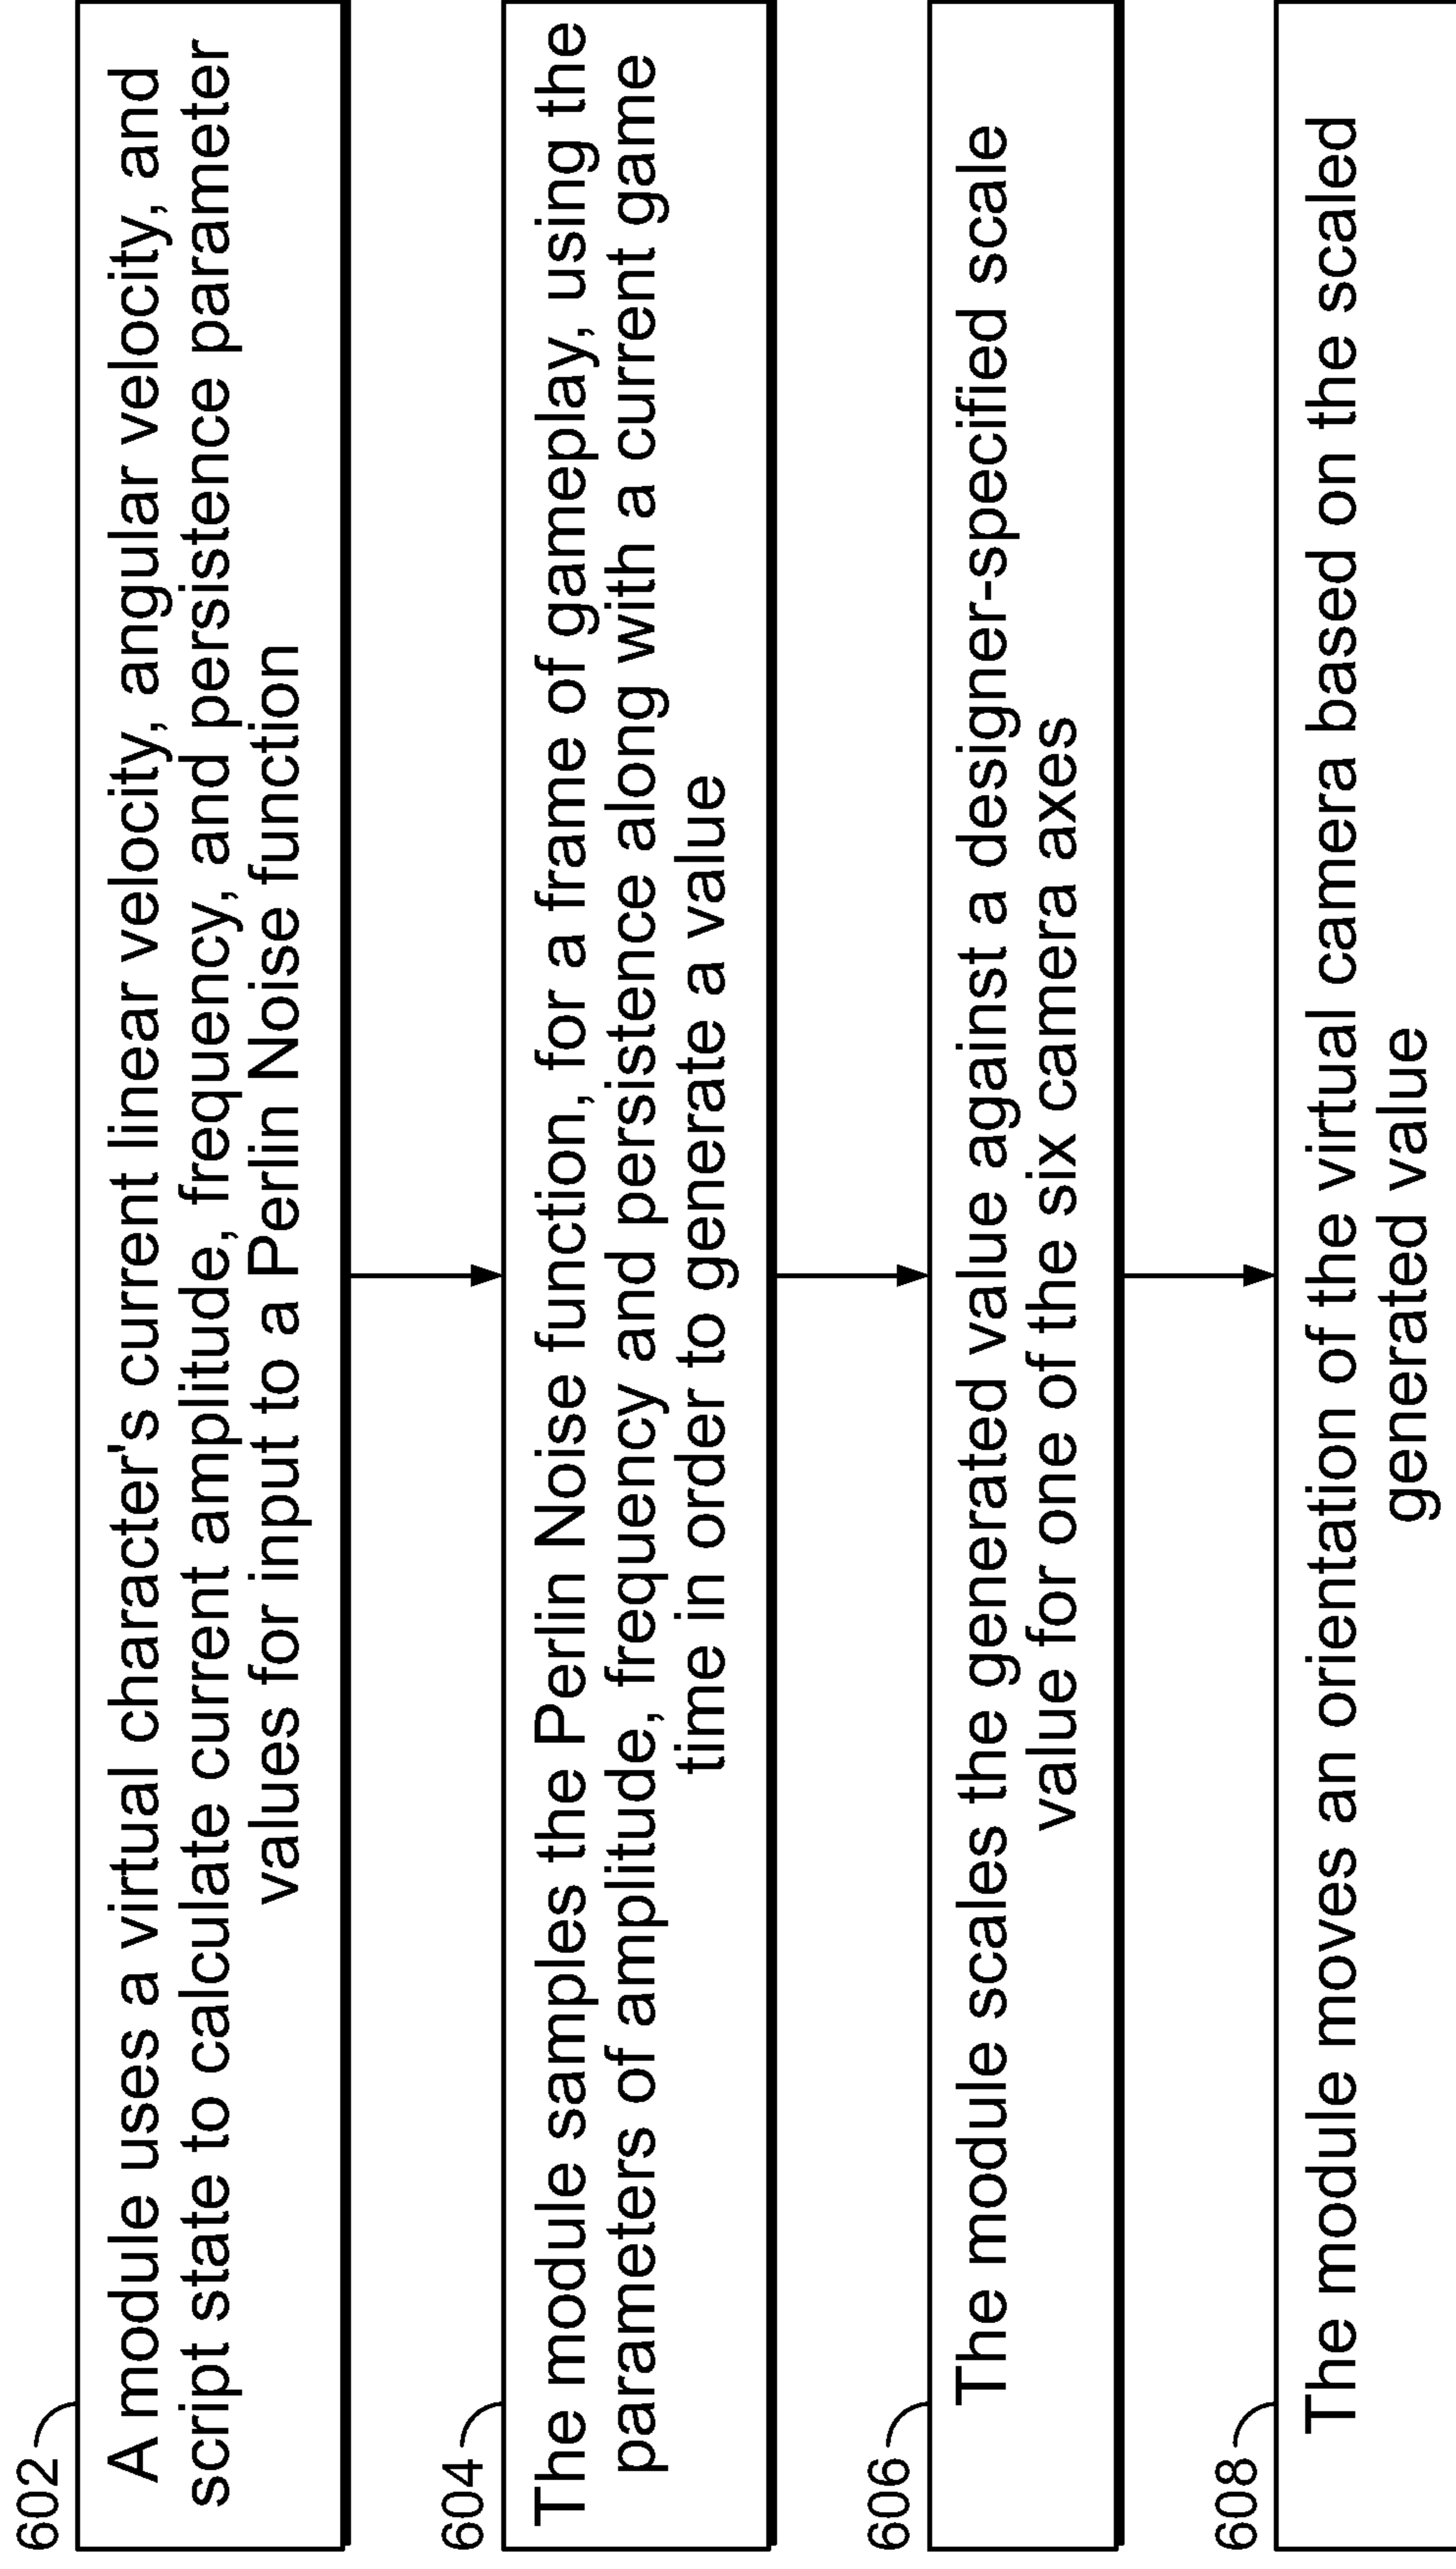 602
A module uses a virtual character's current linear velocity, angular velocity, and
script state to calculate current amplitude, frequency, and persistence parameter
values for input to a Perlin Noise function
604
The module samples the Perlin Noise function, for a frame of gameplay, using the
parameters of amplitude, frequency and persistence along with a current game
time in order to generate a value
606
The module scales the generated value against a designer-specified scale
value for one of the six camera axes
608
The module moves an orientation of the virtual camera based on the scaled
generated value